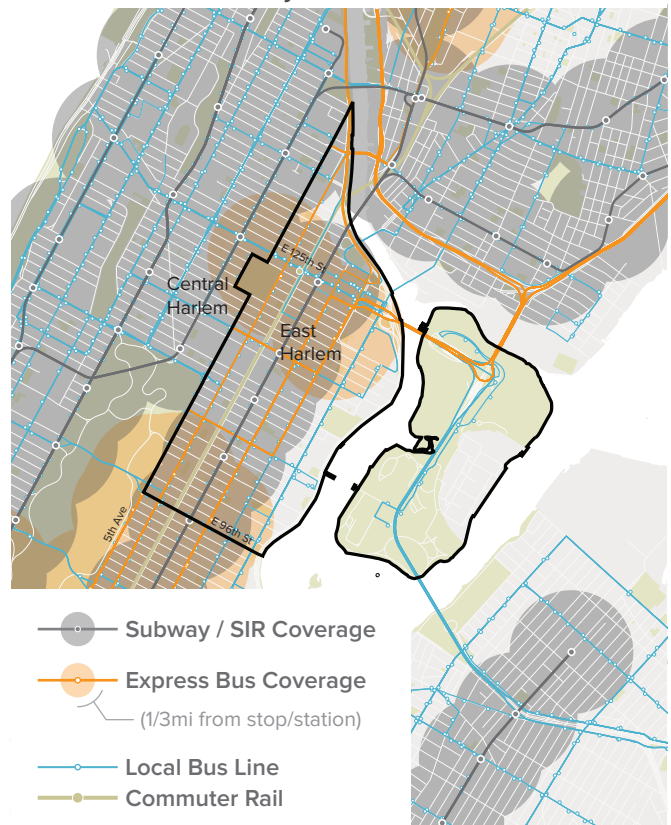 E 125th St
Central
Harlem
East
Harlem
5th Ave
E 96th St
Subway / SIR Coverage
Express Bus Coverage
(1/3mi from stop/station)
Local Bus Line
Commuter Rail